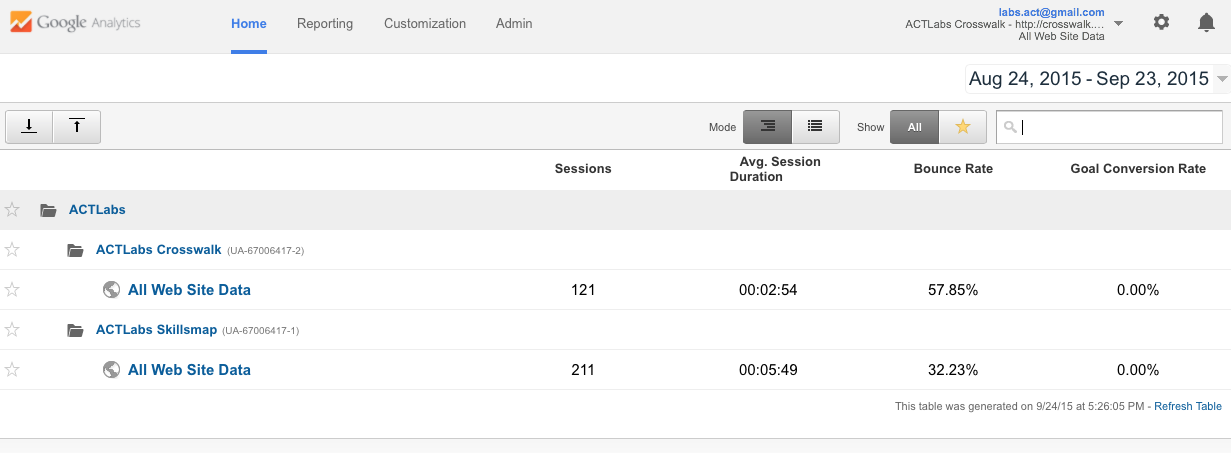 Google Analytics
Home
Reporting
Customization
Admin
labs.act@gmail.com
ACTLabs Crosswalk - http://crosswalk....
All Web Site Data
Aug 24, 2015 - Sep 23, 2015
Mode
Show
All
Sessions
Avg. Session
Duration
Bounce Rate
Goal Conversion Rate
ACTLabs
ACTLabs Crosswalk (UA-67006417-2)
All Web Site Data 121 00:02:54 57.85% 0.00%
ACTLabs Skillsmap (UA-67006417-1)
All Web Site Data 211 00:05:49 32.23% 0.00%
This table was generated on 9/24/15 at 5:26:05 PM - Refresh Table